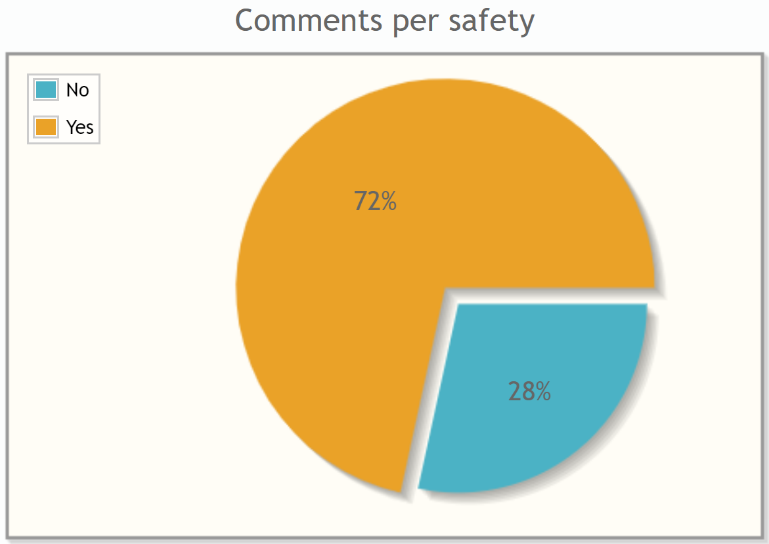 Comments per safety
No
Yes
72%
28%